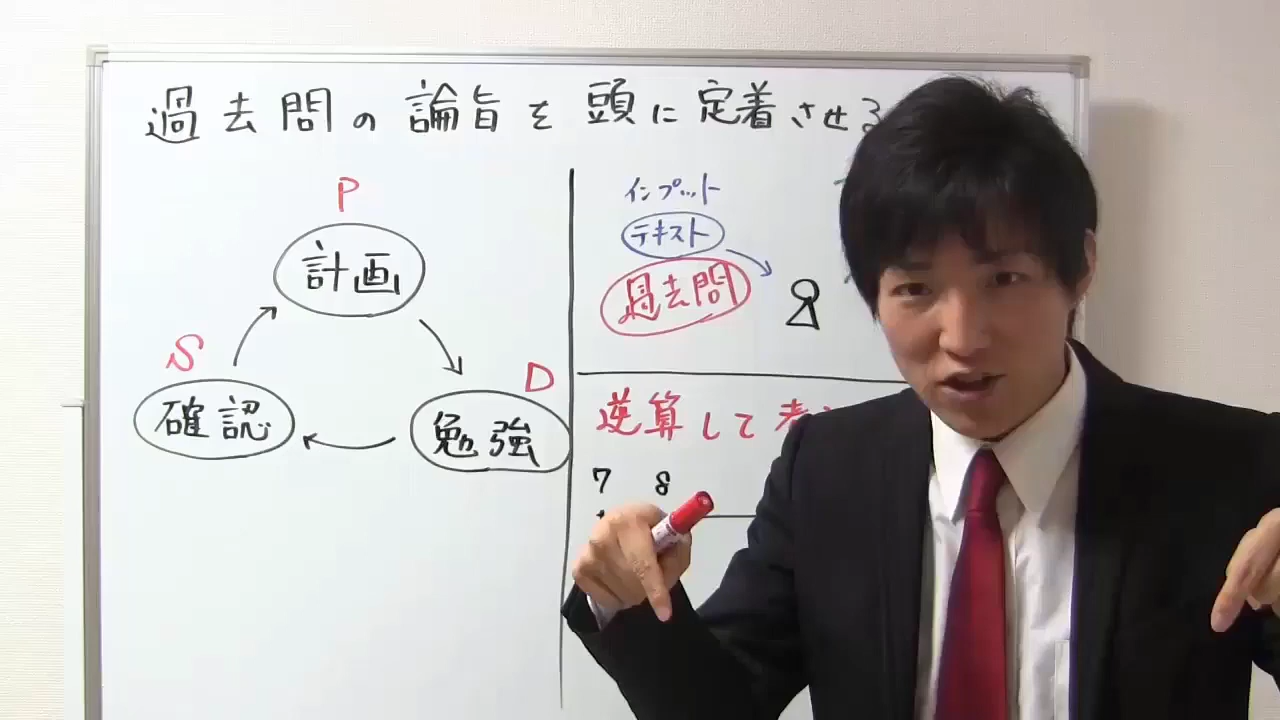 過去問の論旨を頭に定着させる
P
計画
S
D
確認
勉強
インプット
テキスト
過去問
逆算して考
7 8